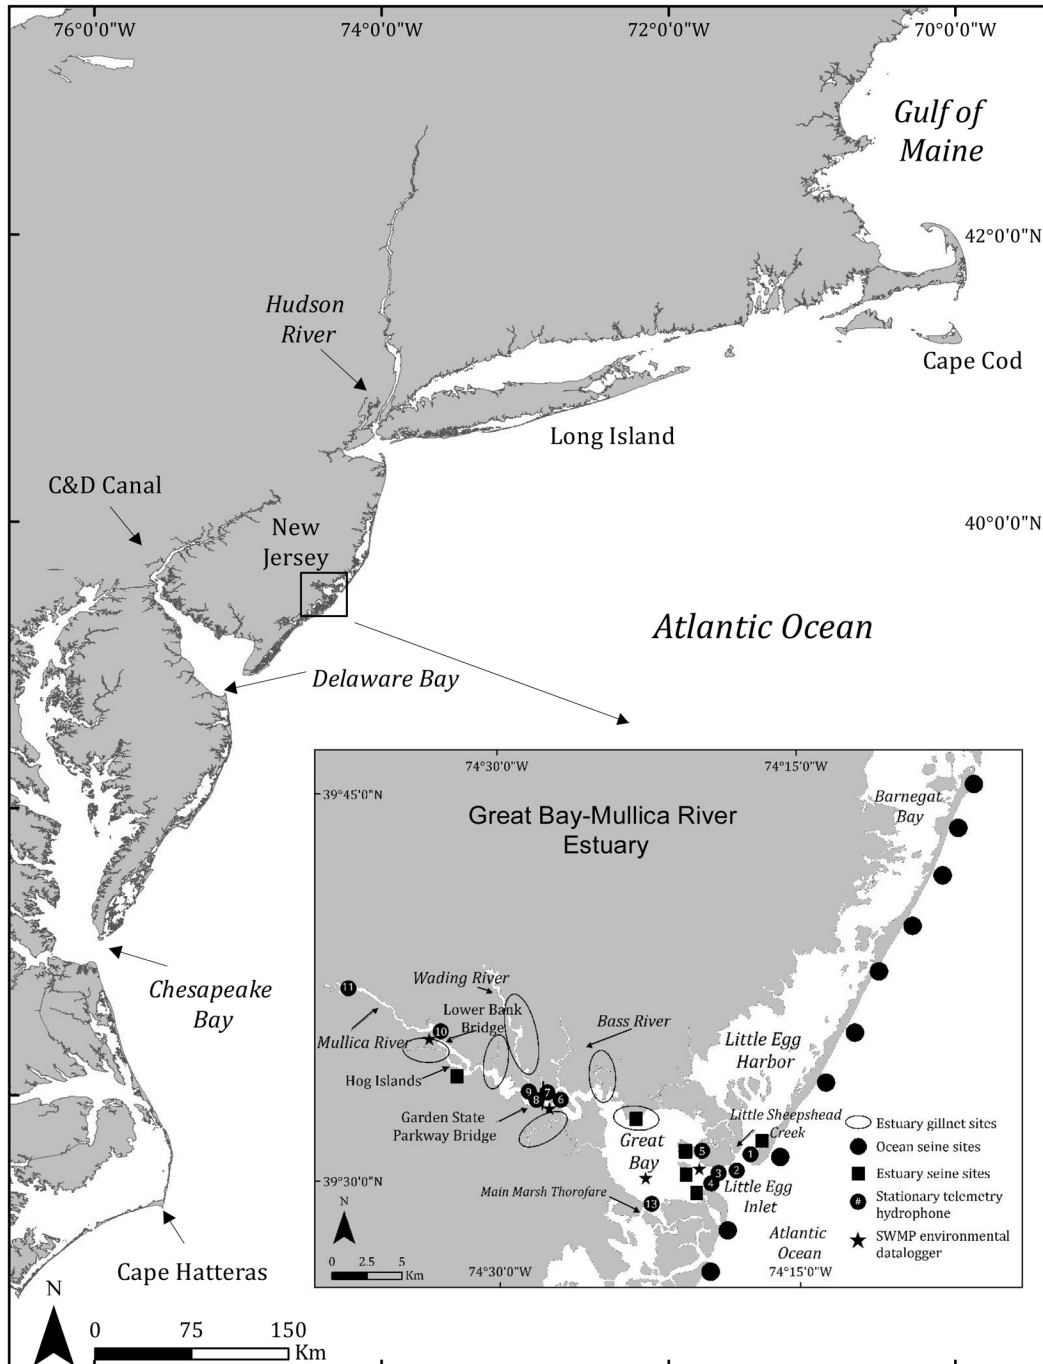 76°0'0"W
74°0'0"W
72°0'0"W
70°0'0"W
Gulf of
Maine
42°0'0"N
Hudson
River
Cape Cod
Long Island
C&D Canal
New
Jersey
40°0'0"N
Atlantic Ocean
Delaware Bay
Chesapeake
Bay
Cape Hatteras
N
0 75 150
Km
74°30'0"W
74°15'0"W
39°45'0"N
Great Bay-Mullica River
Estuary
Barnegat
Bay
Wading River
11
Lower Bank
Bridge
10
Mullica River
Bass River
Little Egg
Harbor
Hog Islands
9
7
8
6
Garden State
Parkway Bridge
Great
Bay
Little Sheepshead
Creek
5
1
3
2
4
Little Egg
Inlet
39°30'0"N
Main Marsh Thorofare
13
Atlantic
Ocean
N
0 2.5 5
Km
74°30'0"W
74°15'0"W
Estuary gillnet sites
Ocean seine sites
Estuary seine sites
# Stationary telemetry
hydrophone
SWMP environmental
datalogger